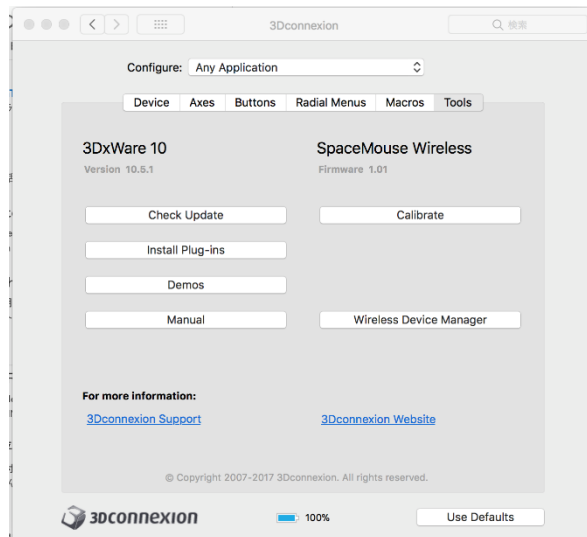 3Dconnexion
検索
Configure: Any Application
Device Axes Buttons Radial Menus Macros Tools
3DxWare 10 SpaceMouse Wireless
Version 10.5.1 Firmware 1.01
Check Update Calibrate
Install Plug-ins
Demos
Manual Wireless Device Manager
For more information:
3Dconnexion Support 3Dconnexion Website
© Copyright 2007-2017 3Dconnexion. All rights reserved.
3DCONNEXION 100% Use Defaults